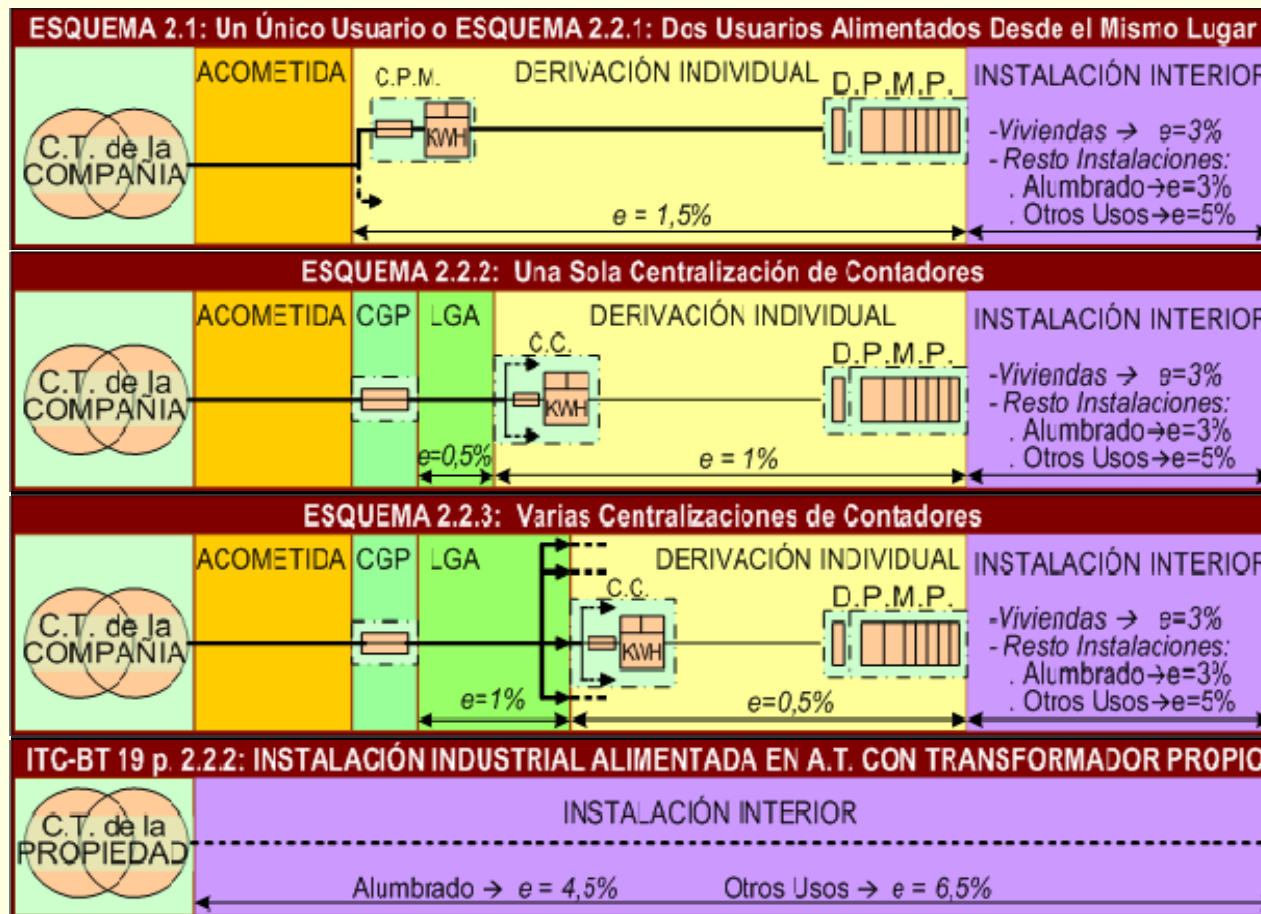 ESQUEMA 2.1: Un Único Usuario o ESQUEMA 2.2.1: Dos Usuarios Alimentados Desde el Mismo Lugar
ACOMETIDA
C.P.M.
DERIVACIÓN INDIVIDUAL
D.P.M.P.
INSTALACIÓN INTERIOR
C.T. de la
COMPAÑIA
KWH
-Viviendas → e=3%
- Resto Instalaciones:
. Alumbrado→e=3%
. Otros Usos→e=5%
e = 1,5%
ESQUEMA 2.2.2: Una Sola Centralización de Contadores
ACOMETIDA
CGP
LGA
DERIVACIÓN INDIVIDUAL
INSTALACIÓN INTERIOR
C.C.
D.P.M.P.
C.T. de la
COMPAÑIA
KWH
-Viviendas → e=3%
- Resto Instalaciones:
. Alumbrado→e=3%
. Otros Usos→e=5%
e=0,5%
e = 1%
ESQUEMA 2.2.3: Varias Centralizaciones de Contadores
ACOMETIDA
CGP
LGA
DERIVACIÓN INDIVIDUAL
INSTALACIÓN INTERIOR
C.C.
D.P.M.P.
C.T. de la
COMPAÑIA
KWH
-Viviendas → e=3%
- Resto Instalaciones:
. Alumbrado→e=3%
. Otros Usos→e=5%
e=1%
e=0,5%
ITC-BT 19 p. 2.2.2: INSTALACIÓN INDUSTRIAL ALIMENTADA EN A.T. CON TRANSFORMADOR PROPIO
C.T. de la
PROPIEDAD
INSTALACIÓN INTERIOR
Alumbrado → e = 4,5%
Otros Usos → e = 6,5%